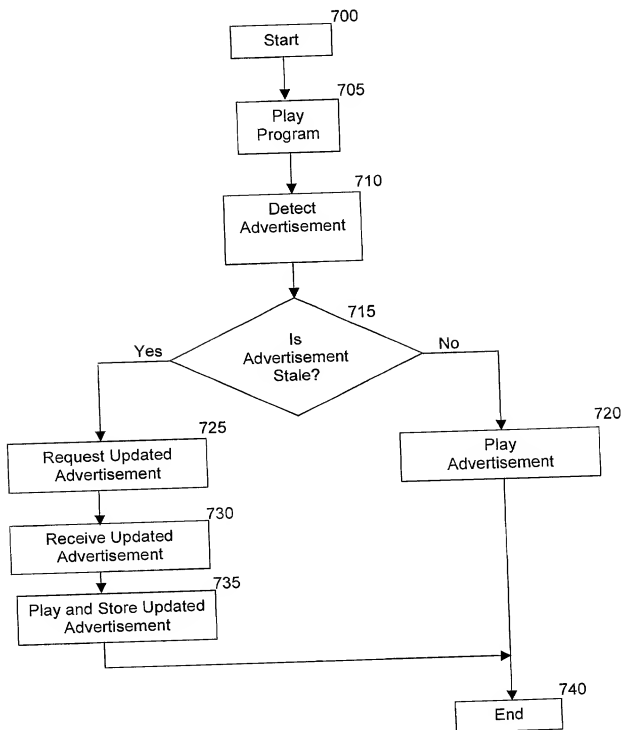 700
Start
705
Play
Program
710
Detect
Advertisement
715
Is
Advertisement
Stale?
Yes
No
725
Request Updated
Advertisement
720
Play
Advertisement
730
Receive Updated
Advertisement
735
Play and Store Updated
Advertisement
740
End